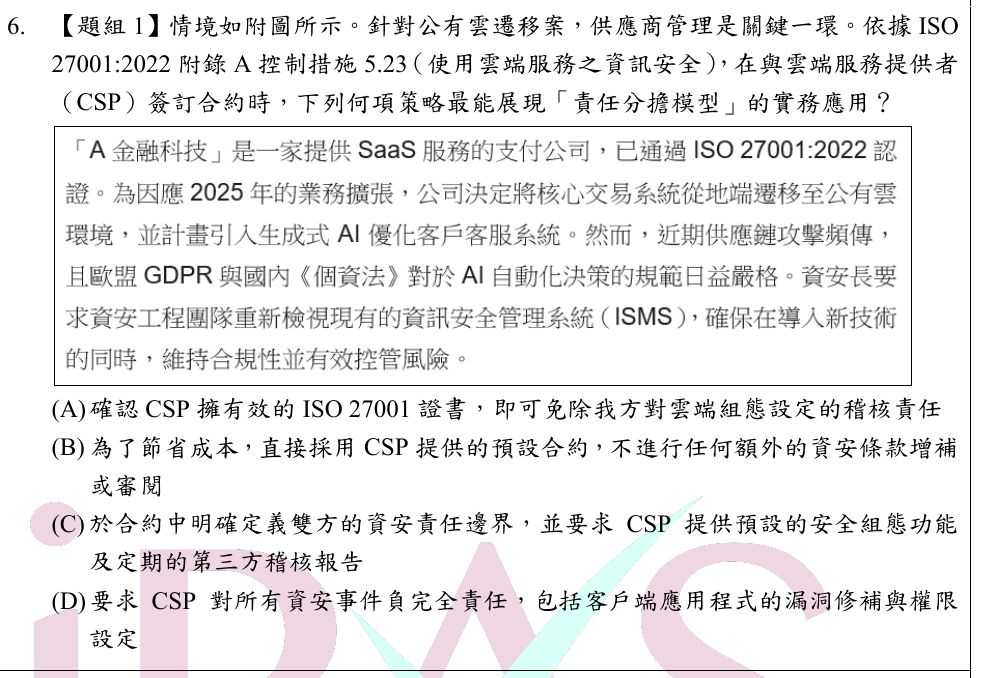 6. 【題組 1】情境如附圖所示。針對公有雲遷移案，供應商管理是關鍵一環。依據 ISO
27001:2022 附錄 A 控制措施 5.23（使用雲端服務之資訊安全），在與雲端服務提供者
（CSP）簽訂合約時，下列何項策略最能展現「責任分擔模型」的實務應用？
「A 金融科技」是一家提供 SaaS 服務的支付公司，已通過 ISO 27001:2022 認
證。為因應 2025 年的業務擴張，公司決定將核心交易系統從地端遷移至公有雲
環境，並計畫引入生成式 AI 優化客戶客服系統。然而，近期供應鏈攻擊頻傳，
且歐盟 GDPR 與國內《個資法》對於 AI 自動化決策的規範日益嚴格。資安長要
求資安工程團隊重新檢視現有的資訊安全管理系統（ISMS），確保在導入新技術
的同時，維持合規性並有效控管風險。
(A) 確認 CSP 擁有效的 ISO 27001 證書，即可免除我方對雲端組態設定的稽核責任
(B) 為了節省成本，直接採用 CSP 提供的預設合約，不進行任何額外的資安條款增補
或審閱
(C) 於合約中明確定義雙方的資安責任邊界，並要求 CSP 提供預設的安全組態功能
及定期的第三方稽核報告
(D) 要求 CSP 對所有資安事件負完全責任，包括客戶端應用程式的漏洞修補與權限
設定
iPAS